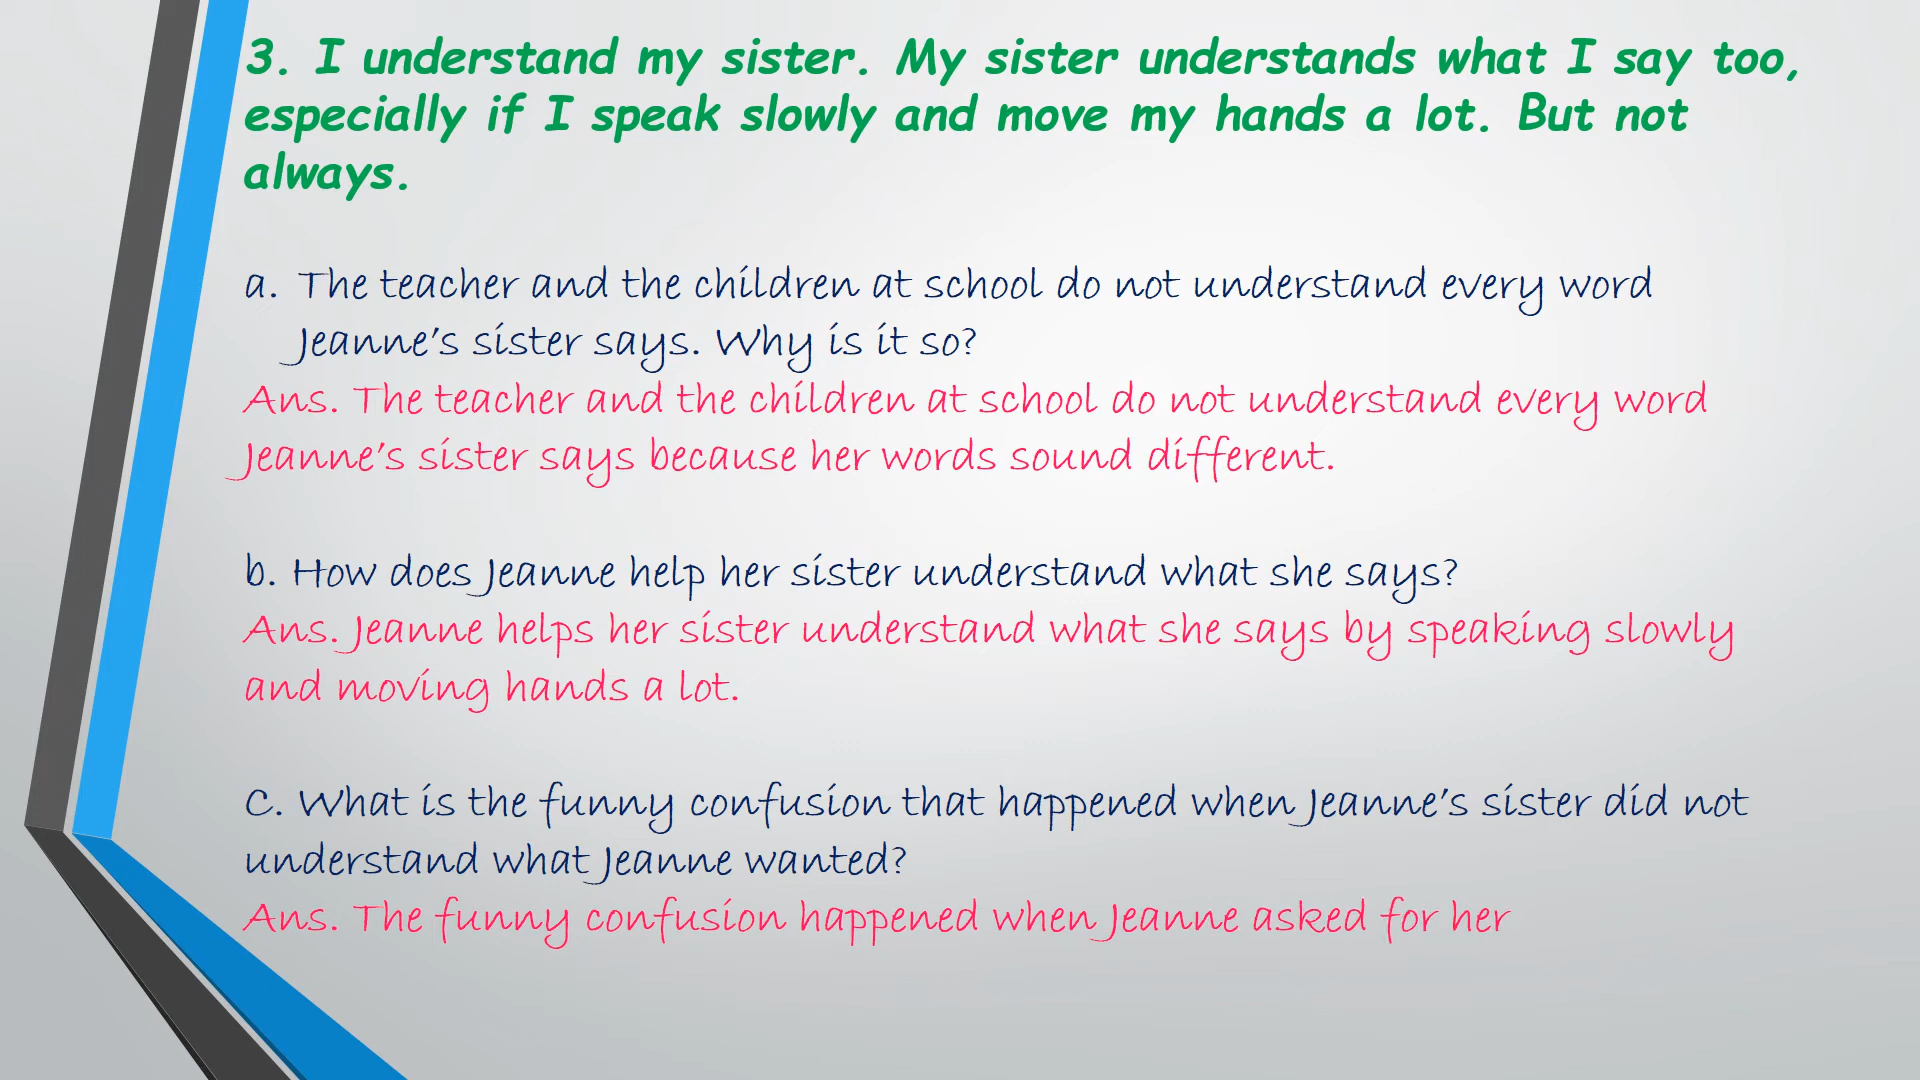 3. I understand my sister. My sister understands what I say too,
especially if I speak slowly and move my hands a lot. But not
always.
a. The teacher and the children at school do not understand every word
Jeanne's sister says. Why is it so?
Ans. The teacher and the children at school do not understand every word
Jeanne's sister says because her words sound different.
b. How does Jeanne help her sister understand what she says?
Ans. Jeanne helps her sister understand what she says by speaking slowly
and moving hands a lot.
C. What is the funny confusion that happened when Jeanne's sister did not
understand what Jeanne wanted?
Ans. The funny confusion happened when Jeanne asked for her